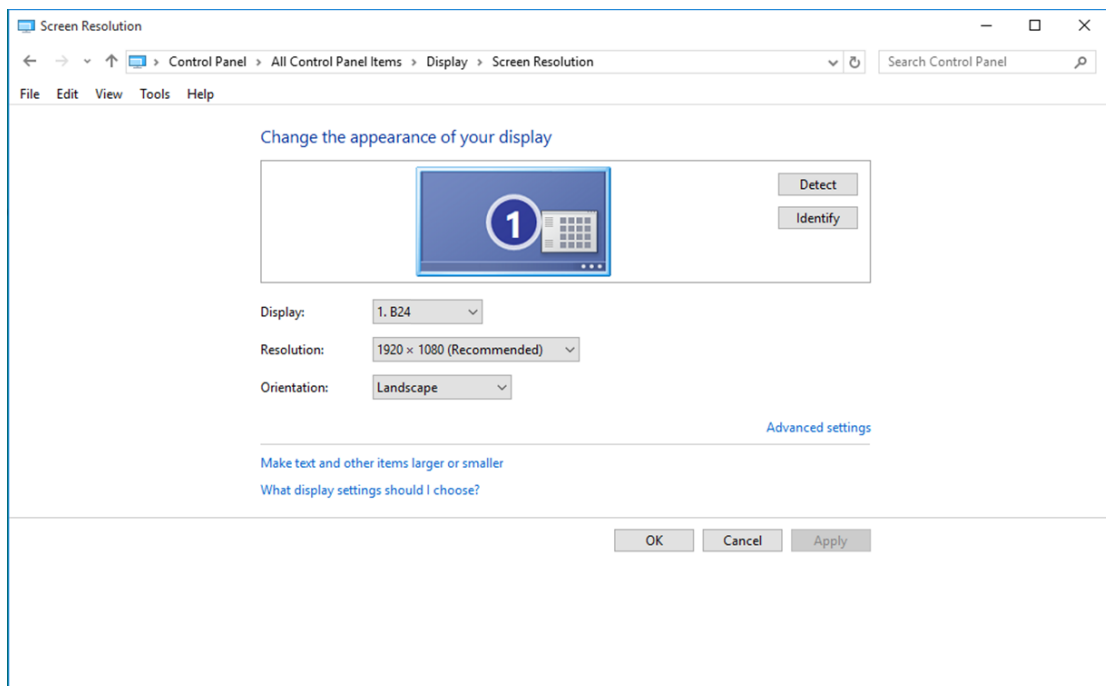 Screen Resolution
Control Panel > All Control Panel Items > Display > Screen Resolution
Search Control Panel
File Edit View Tools Help
Change the appearance of your display
1
Detect
Identify
Display: 1. B24
Resolution: 1920 × 1080 (Recommended)
Orientation: Landscape
Advanced settings
Make text and other items larger or smaller
What display settings should I choose?
OK Cancel Apply